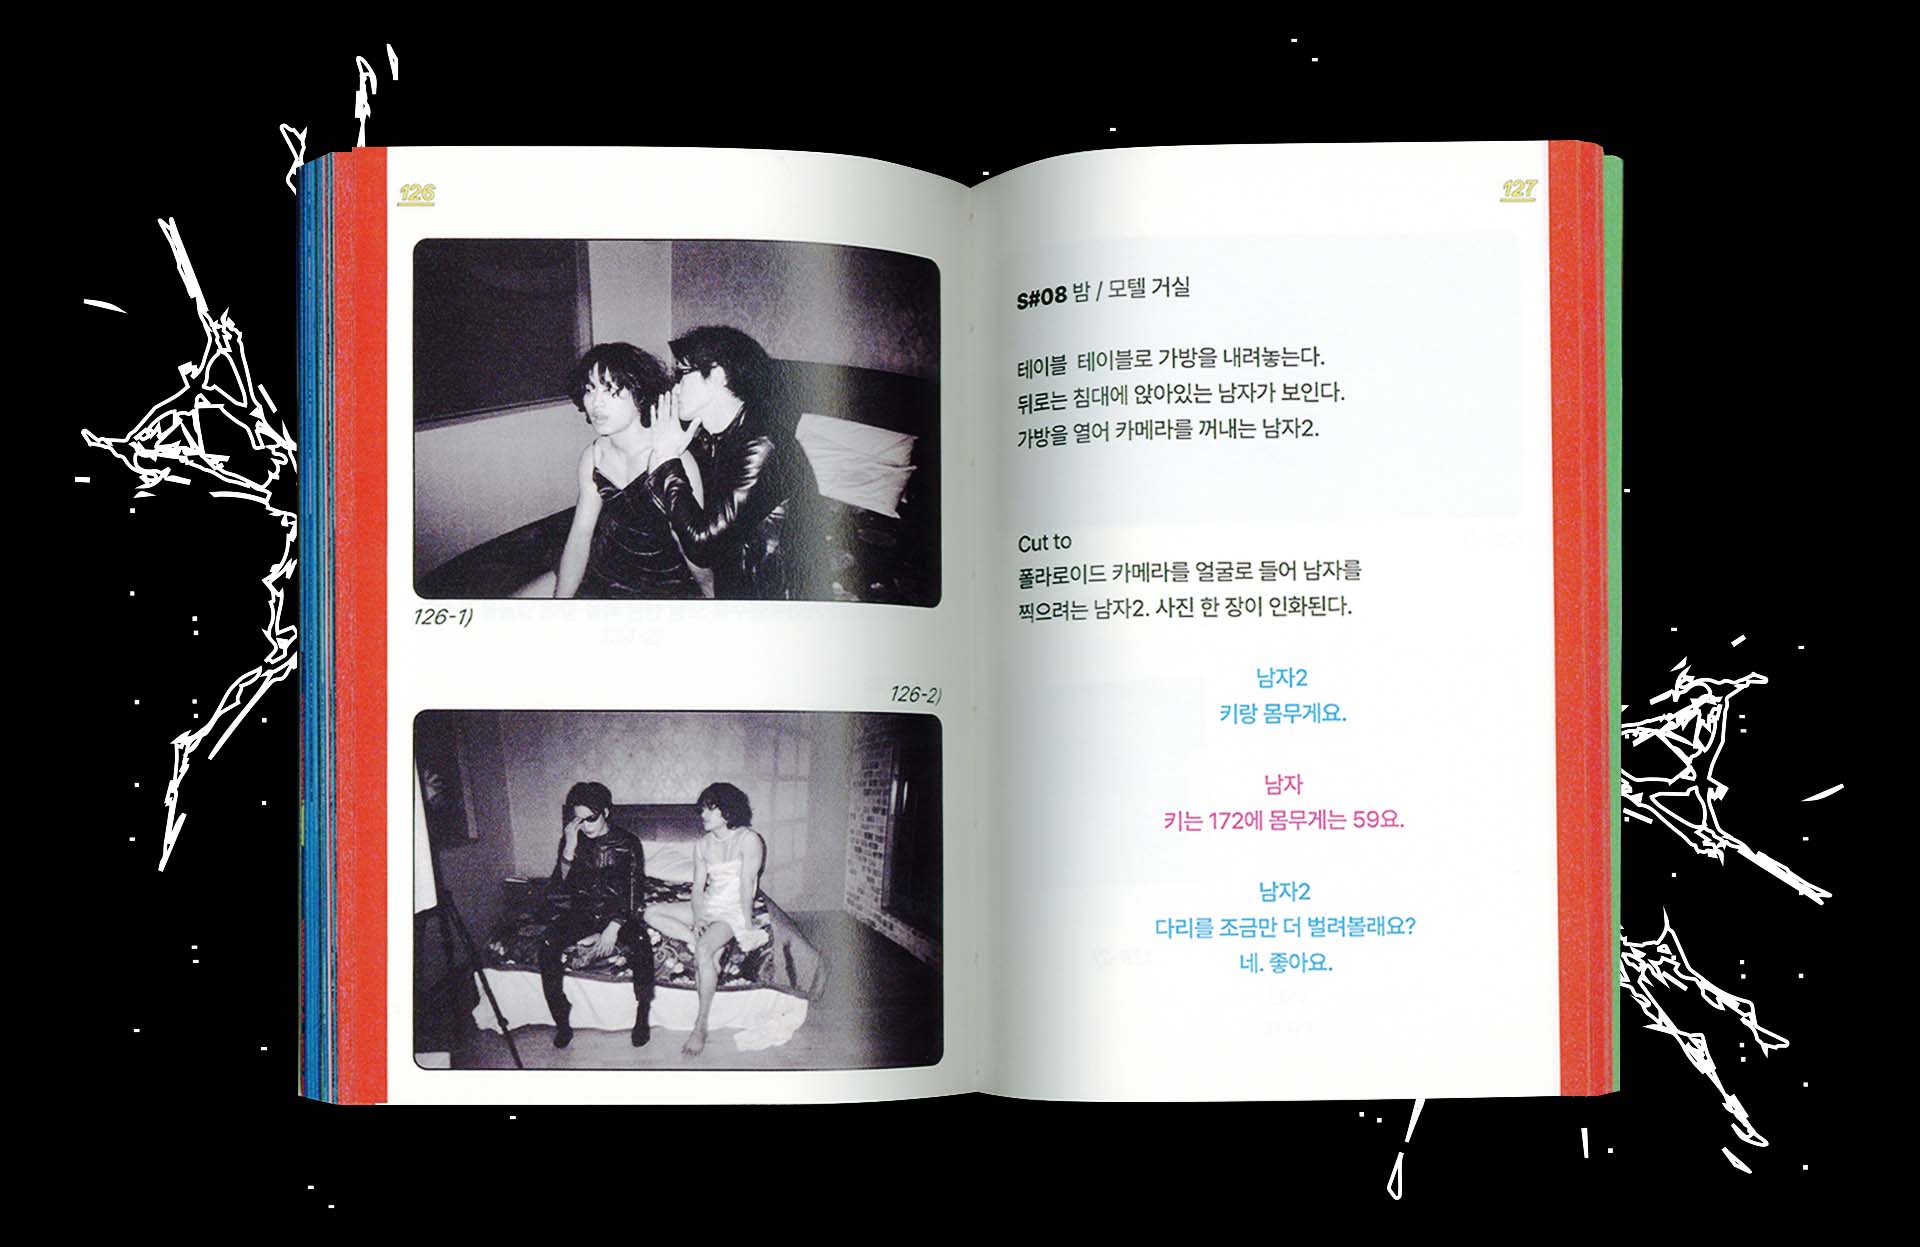 126
126-1)
126-2)
127
S#08 밤 / 모텔 거실
테이블 테이블로 가방을 내려놓는다.
뒤로는 침대에 앉아있는 남자가 보인다.
가방을 열어 카메라를 꺼내는 남자2.
Cut to
폴라로이드 카메라를 얼굴로 들어 남자를
찍으려는 남자2. 사진 한 장이 인화된다.
남자2
키랑 몸무게요.
남자
키는 172에 몸무게는 59요.
남자2
다리를 조금만 더 벌려볼래요?
네. 좋아요.